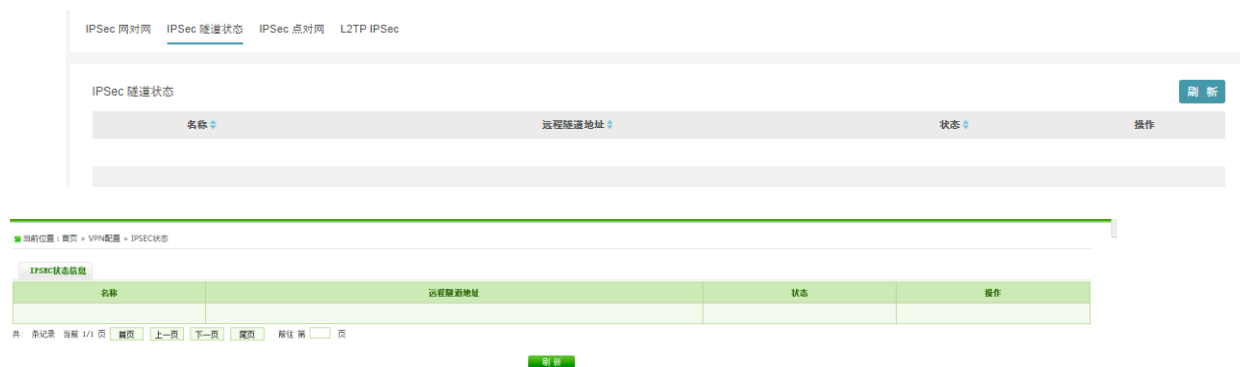 IPSec 网对网 IPSec 隧道状态 IPSec 点对网 L2TP IPSec
IPSec 隧道状态 刷 新
名称 远程隧道地址 状态 操作
当前位置：首页 » VPN配置 » IPSEC状态
IPSEC状态信息
名称 远程隧道地址 状态 操作
共: 条记录 当前 1/1 页 首页 上一页 下一页 尾页 前往 第 页
刷 新